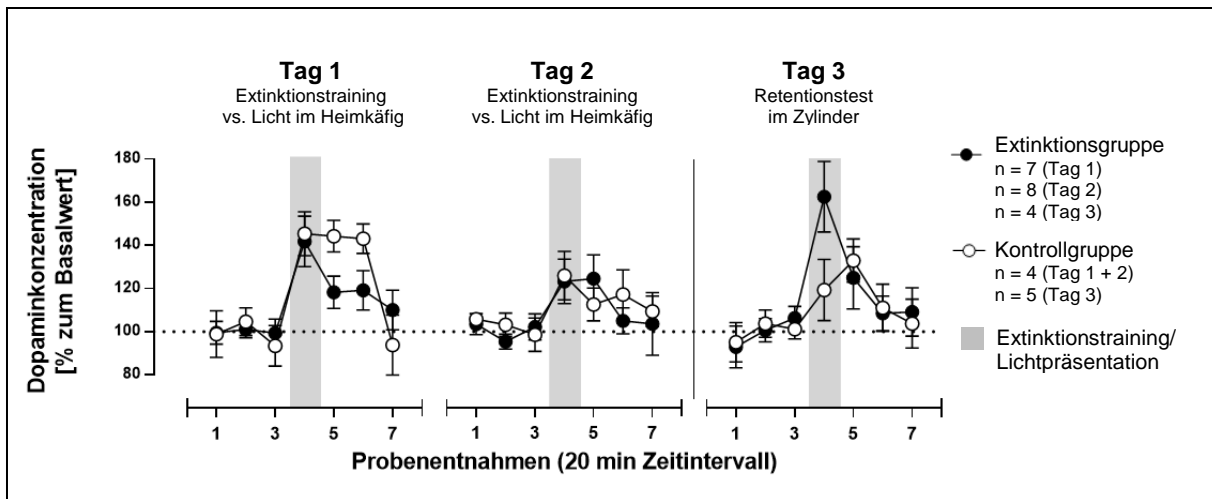 Tag 1
Extinktionstraining
vs. Licht im Heimkäfig
Tag 2
Extinktionstraining
vs. Licht im Heimkäfig
Tag 3
Retentionstest
im Zylinder
Dopaminkonzentration
[% zum Basalwert]
180
160
140
120
100
80
1
3
5
7
1
3
5
7
1
3
5
7
Probenentnahmen (20 min Zeitintervall)
Extinktionsgruppe
n = 7 (Tag 1)
n = 8 (Tag 2)
n = 4 (Tag 3)
Kontrollgruppe
n = 4 (Tag 1 + 2)
n = 5 (Tag 3)
Extinktionstraining/
Lichtpräsentation